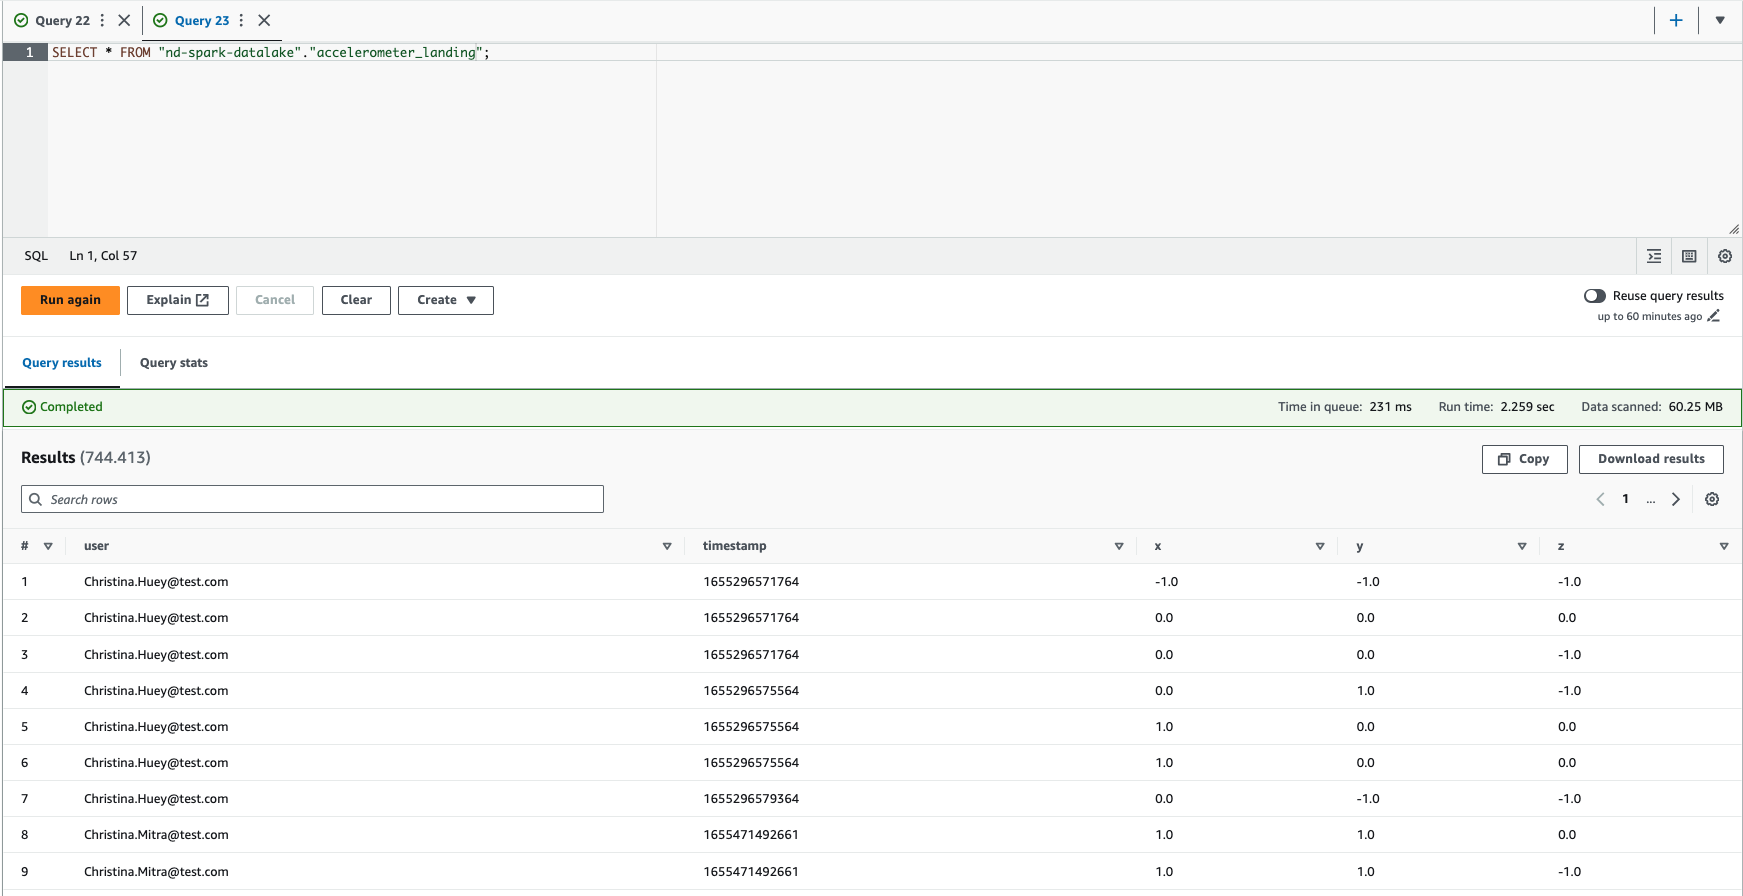 Query 22 Query 23
1 SELECT * FROM "nd-spark-datalake"."accelerometer_landing";
SQL Ln 1, Col 57
Run again Explain Cancel Clear Create Reuse query results
up to 60 minutes ago
Query results Query stats
Completed Time in queue: 231 ms Run time: 2.259 sec Data scanned: 60.25 MB
Results (744.413) Copy Download results
Search rows 1 ...
# user timestamp x y z
1 Christina.Huey@test.com 1655296571764 -1.0 -1.0 -1.0
2 Christina.Huey@test.com 1655296571764 0.0 0.0 0.0
3 Christina.Huey@test.com 1655296571764 0.0 0.0 -1.0
4 Christina.Huey@test.com 1655296575564 0.0 1.0 -1.0
5 Christina.Huey@test.com 1655296575564 1.0 0.0 0.0
6 Christina.Huey@test.com 1655296575564 1.0 0.0 0.0
7 Christina.Huey@test.com 1655296579364 0.0 -1.0 -1.0
8 Christina.Mitra@test.com 1655471492661 1.0 1.0 0.0
9 Christina.Mitra@test.com 1655471492661 1.0 1.0 -1.0